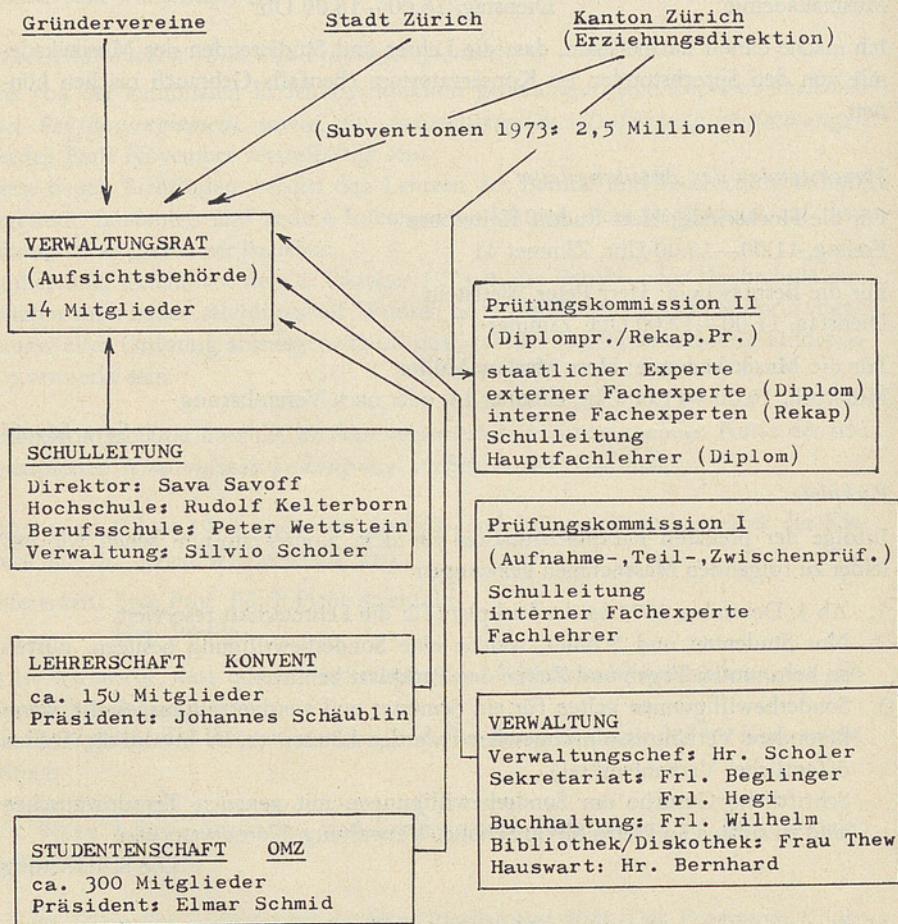 Gründervereine
Stadt Zürich
Kanton Zürich
(Erziehungsdirektion)
(Subventionen 1973: 2,5 Millionen)
VERWALTUNGSRAT
(Aufsichtsbehörde)
14 Mitglieder
Prüfungskommission II
(Diplompr./Rekap.Pr.)
staatlicher Experte
externer Fachexperte (Diplom)
interne Fachexperten (Rekap)
Schulleitung
Hauptfachlehrer (Diplom)
SCHULLEITUNG
Direktor: Sava Savoff
Hochschule: Rudolf Kelterborn
Berufsschule: Peter Wettstein
Verwaltung: Silvio Scholer
Prüfungskommission I
(Aufnahme-,Teil-,Zwischenprüf.)
Schulleitung
interner Fachexperte
Fachlehrer
LEHRERSCHAFT KONVENT
ca. 150 Mitglieder
Präsident: Johannes Schäublin
VERWALTUNG
Verwaltungschef: Hr. Scholer
Sekretariat: Frl. Beglinger
Frl. Hegi
Buchhaltung: Frl. Wilhelm
Bibliothek/Diskothek: Frau Thew
Hauswart: Hr. Bernhard
STUDENTENSCHAFT OMZ
ca. 300 Mitglieder
Präsident: Elmar Schmid